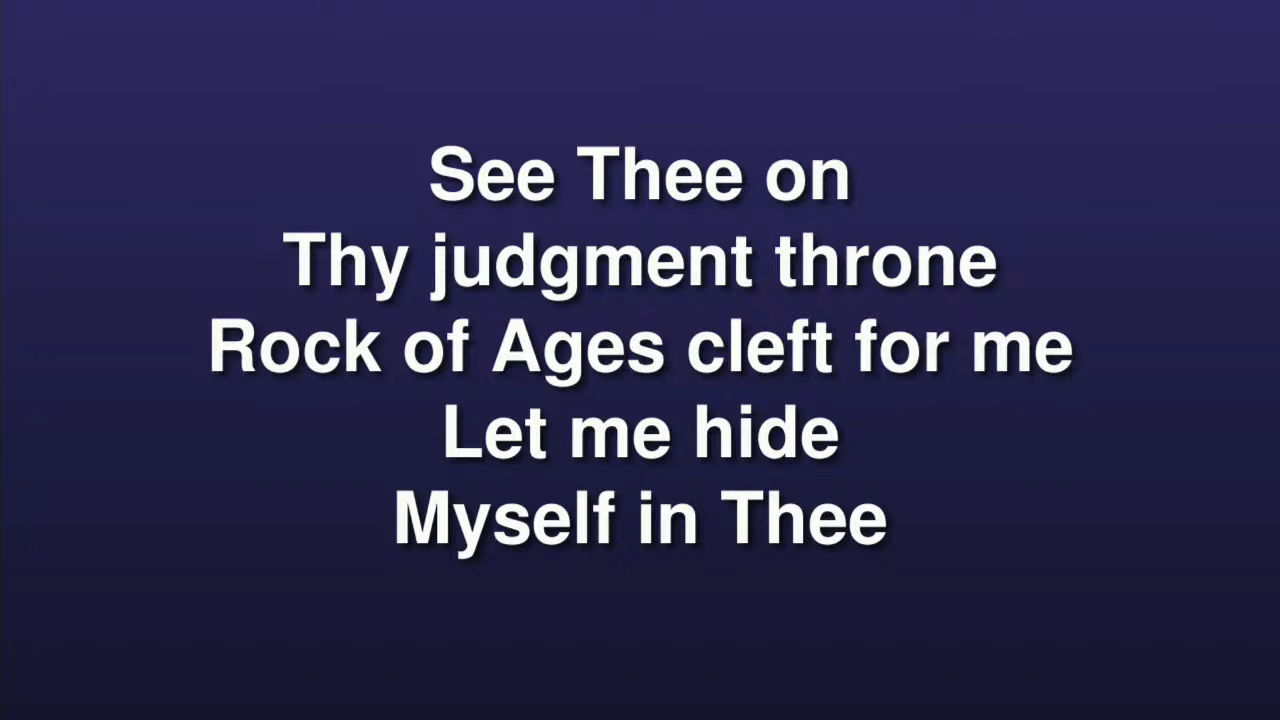 See Thee on
Thy judgment throne
Rock of Ages cleft for me
Let me hide
Myself in Thee